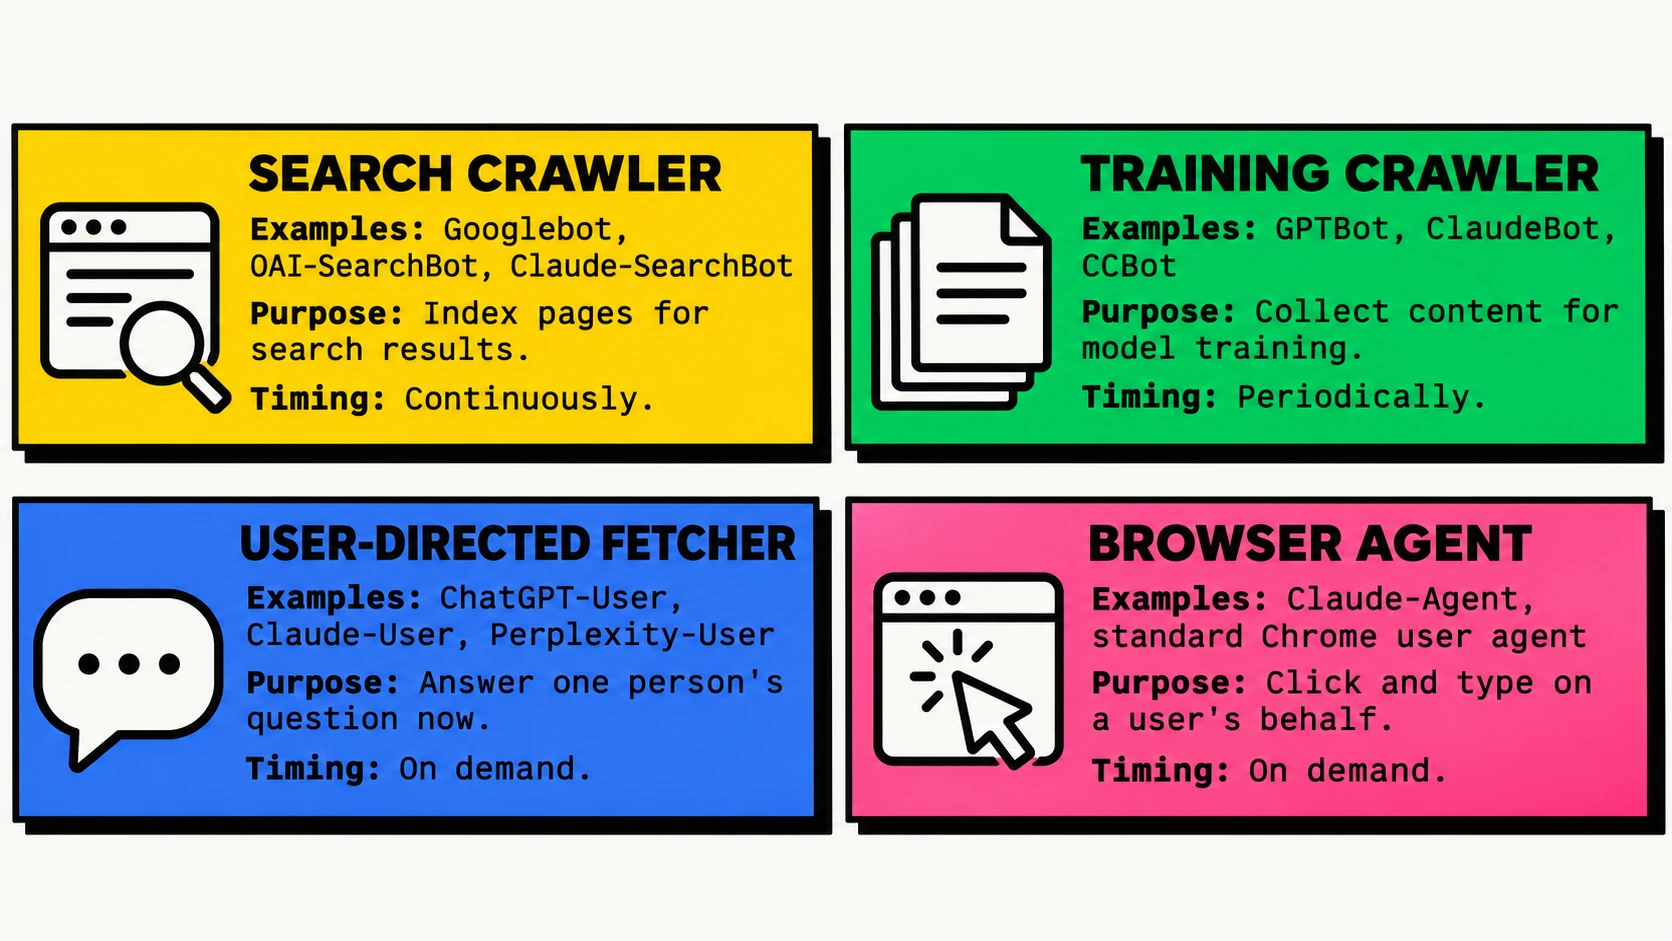 SEARCH CRAWLER
Examples: Googlebot,
OAI-SearchBot, Claude-SearchBot
Purpose: Index pages for
search results.
Timing: Continuously.
TRAINING CRAWLER
Examples: GPTBot, ClaudeBot,
CCBot
Purpose: Collect content for
model training.
Timing: Periodically.
USER-DIRECTED FETCHER
Examples: ChatGPT-User,
Claude-User, Perplexity-User
Purpose: Answer one person's
question now.
Timing: On demand.
BROWSER AGENT
Examples: Claude-Agent,
standard Chrome user agent
Purpose: Click and type on
a user's behalf.
Timing: On demand.